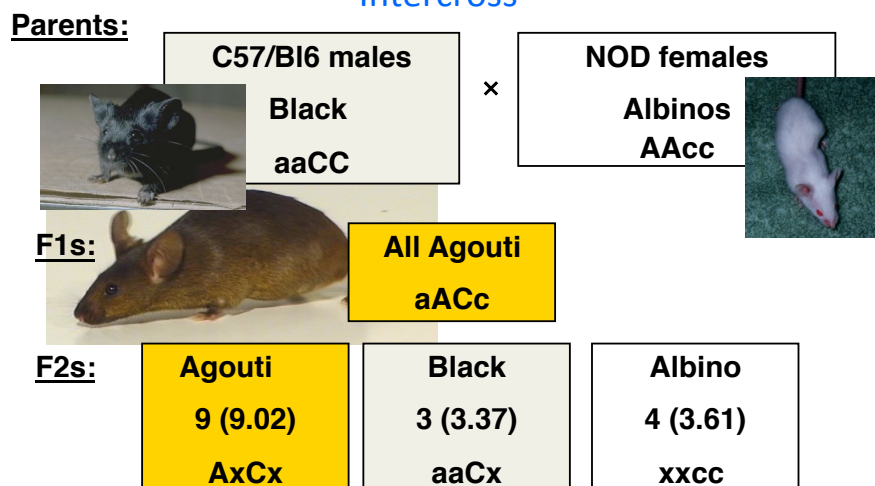 Intercross
Parents:
C57/Bl6 males
Black
aaCC
×
NOD females
Albinos
AAcc
F1s:
All Agouti
aACc
F2s:
Agouti
9 (9.02)
AxCx
Black
3 (3.37)
aaCx
Albino
4 (3.61)
xxcc